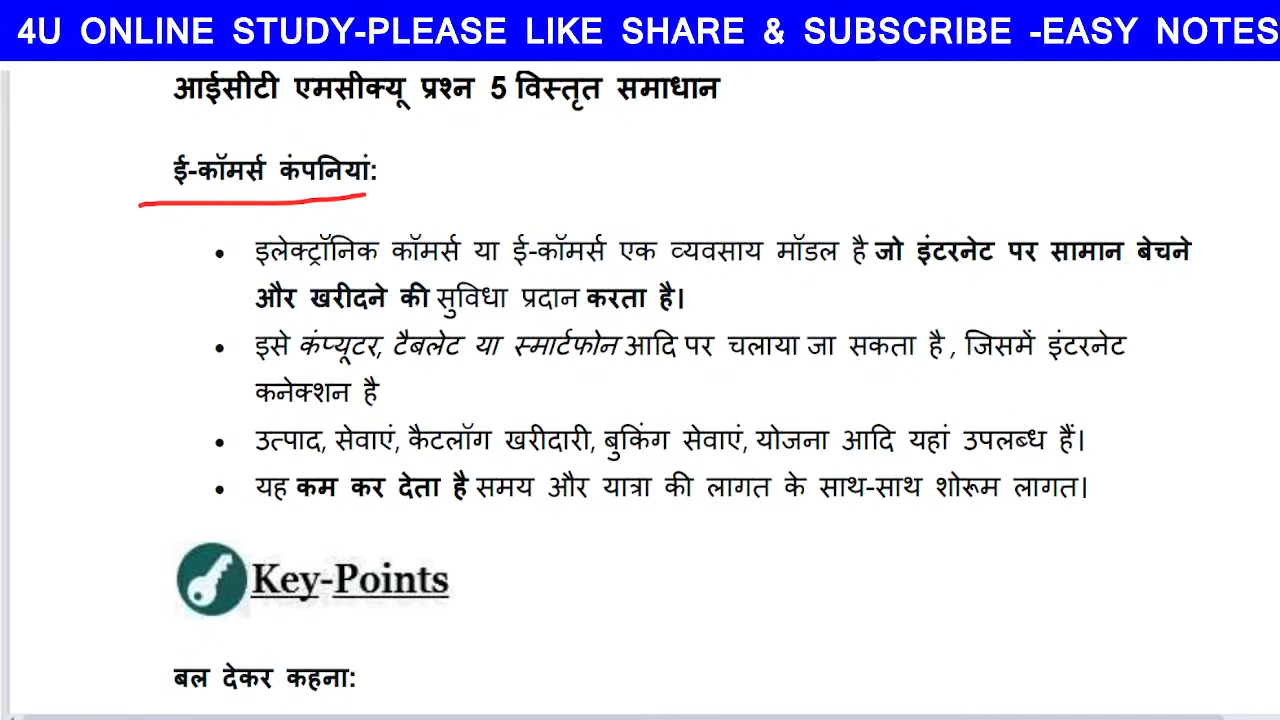 4U ONLINE STUDY-PLEASE LIKE SHARE & SUBSCRIBE -EASY NOTES
आईसीटी एमसीक्यू प्रश्न 5 विस्तृत समाधान
ई-कॉमर्स कंपनियां:
• इलेक्ट्रॉनिक कॉमर्स या ई-कॉमर्स एक व्यवसाय मॉडल है जो इंटरनेट पर सामान बेचने
और खरीदने की सुविधा प्रदान करता है।
• इसे कंप्यूटर, टैबलेट या स्मार्टफोन आदि पर चलाया जा सकता है , जिसमें इंटरनेट
कनेक्शन है
• उत्पाद, सेवाएं, कैटलॉग खरीदारी, बुकिंग सेवाएं, योजना आदि यहां उपलब्ध हैं।
• यह कम कर देता है समय और यात्रा की लागत के साथ-साथ शोरूम लागत।
Key-Points
बल देकर कहना: